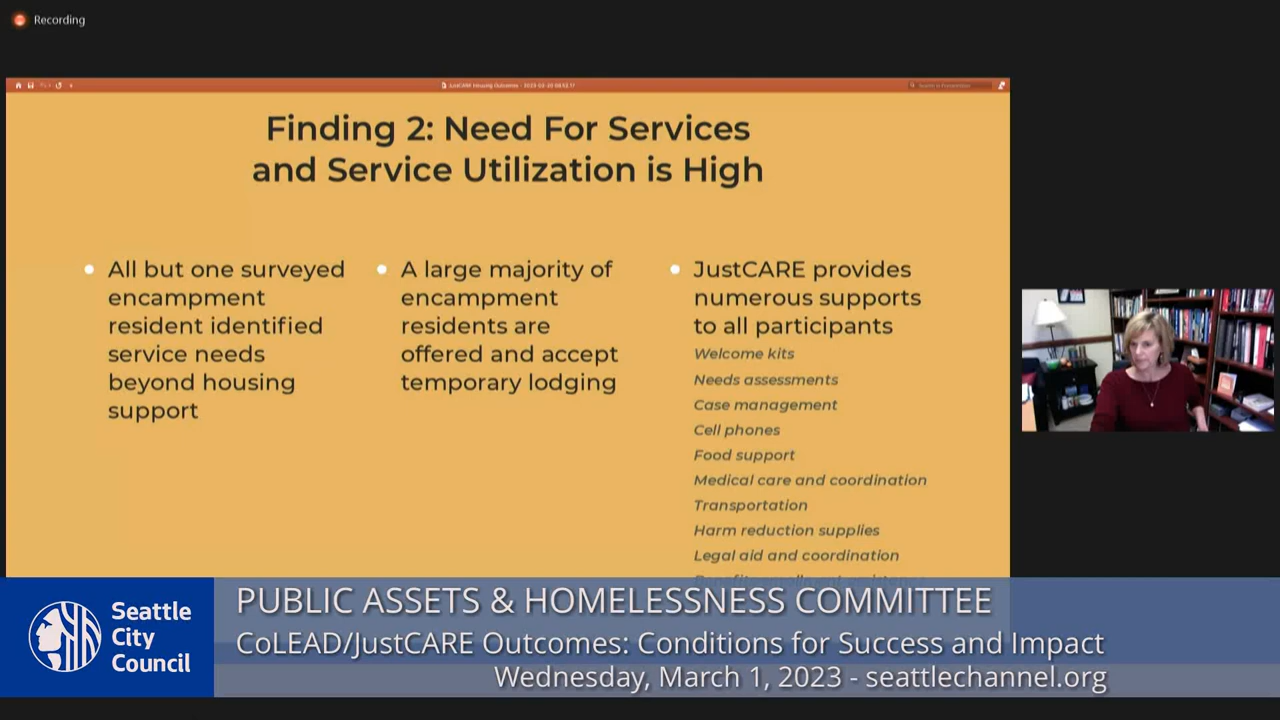 Recording
JustCARE Housing Outcomes
Finding 2: Need For Services
and Service Utilization is High
All but one surveyed
encampment
resident identified
service needs
beyond housing
support
A large majority of
encampment
residents are
offered and accept
temporary lodging
JustCARE provides
numerous supports
to all participants
Welcome kits
Needs assessments
Case management
Cell phones
Food support
Medical care and coordination
Transportation
Harm reduction supplies
Legal aid and coordination
Seattle
City
Council
PUBLIC ASSETS & HOMELESSNESS COMMITTEE
CoLEAD/JustCARE Outcomes: Conditions for Success and Impact
Wednesday, March 1, 2023 - seattlechannel.org